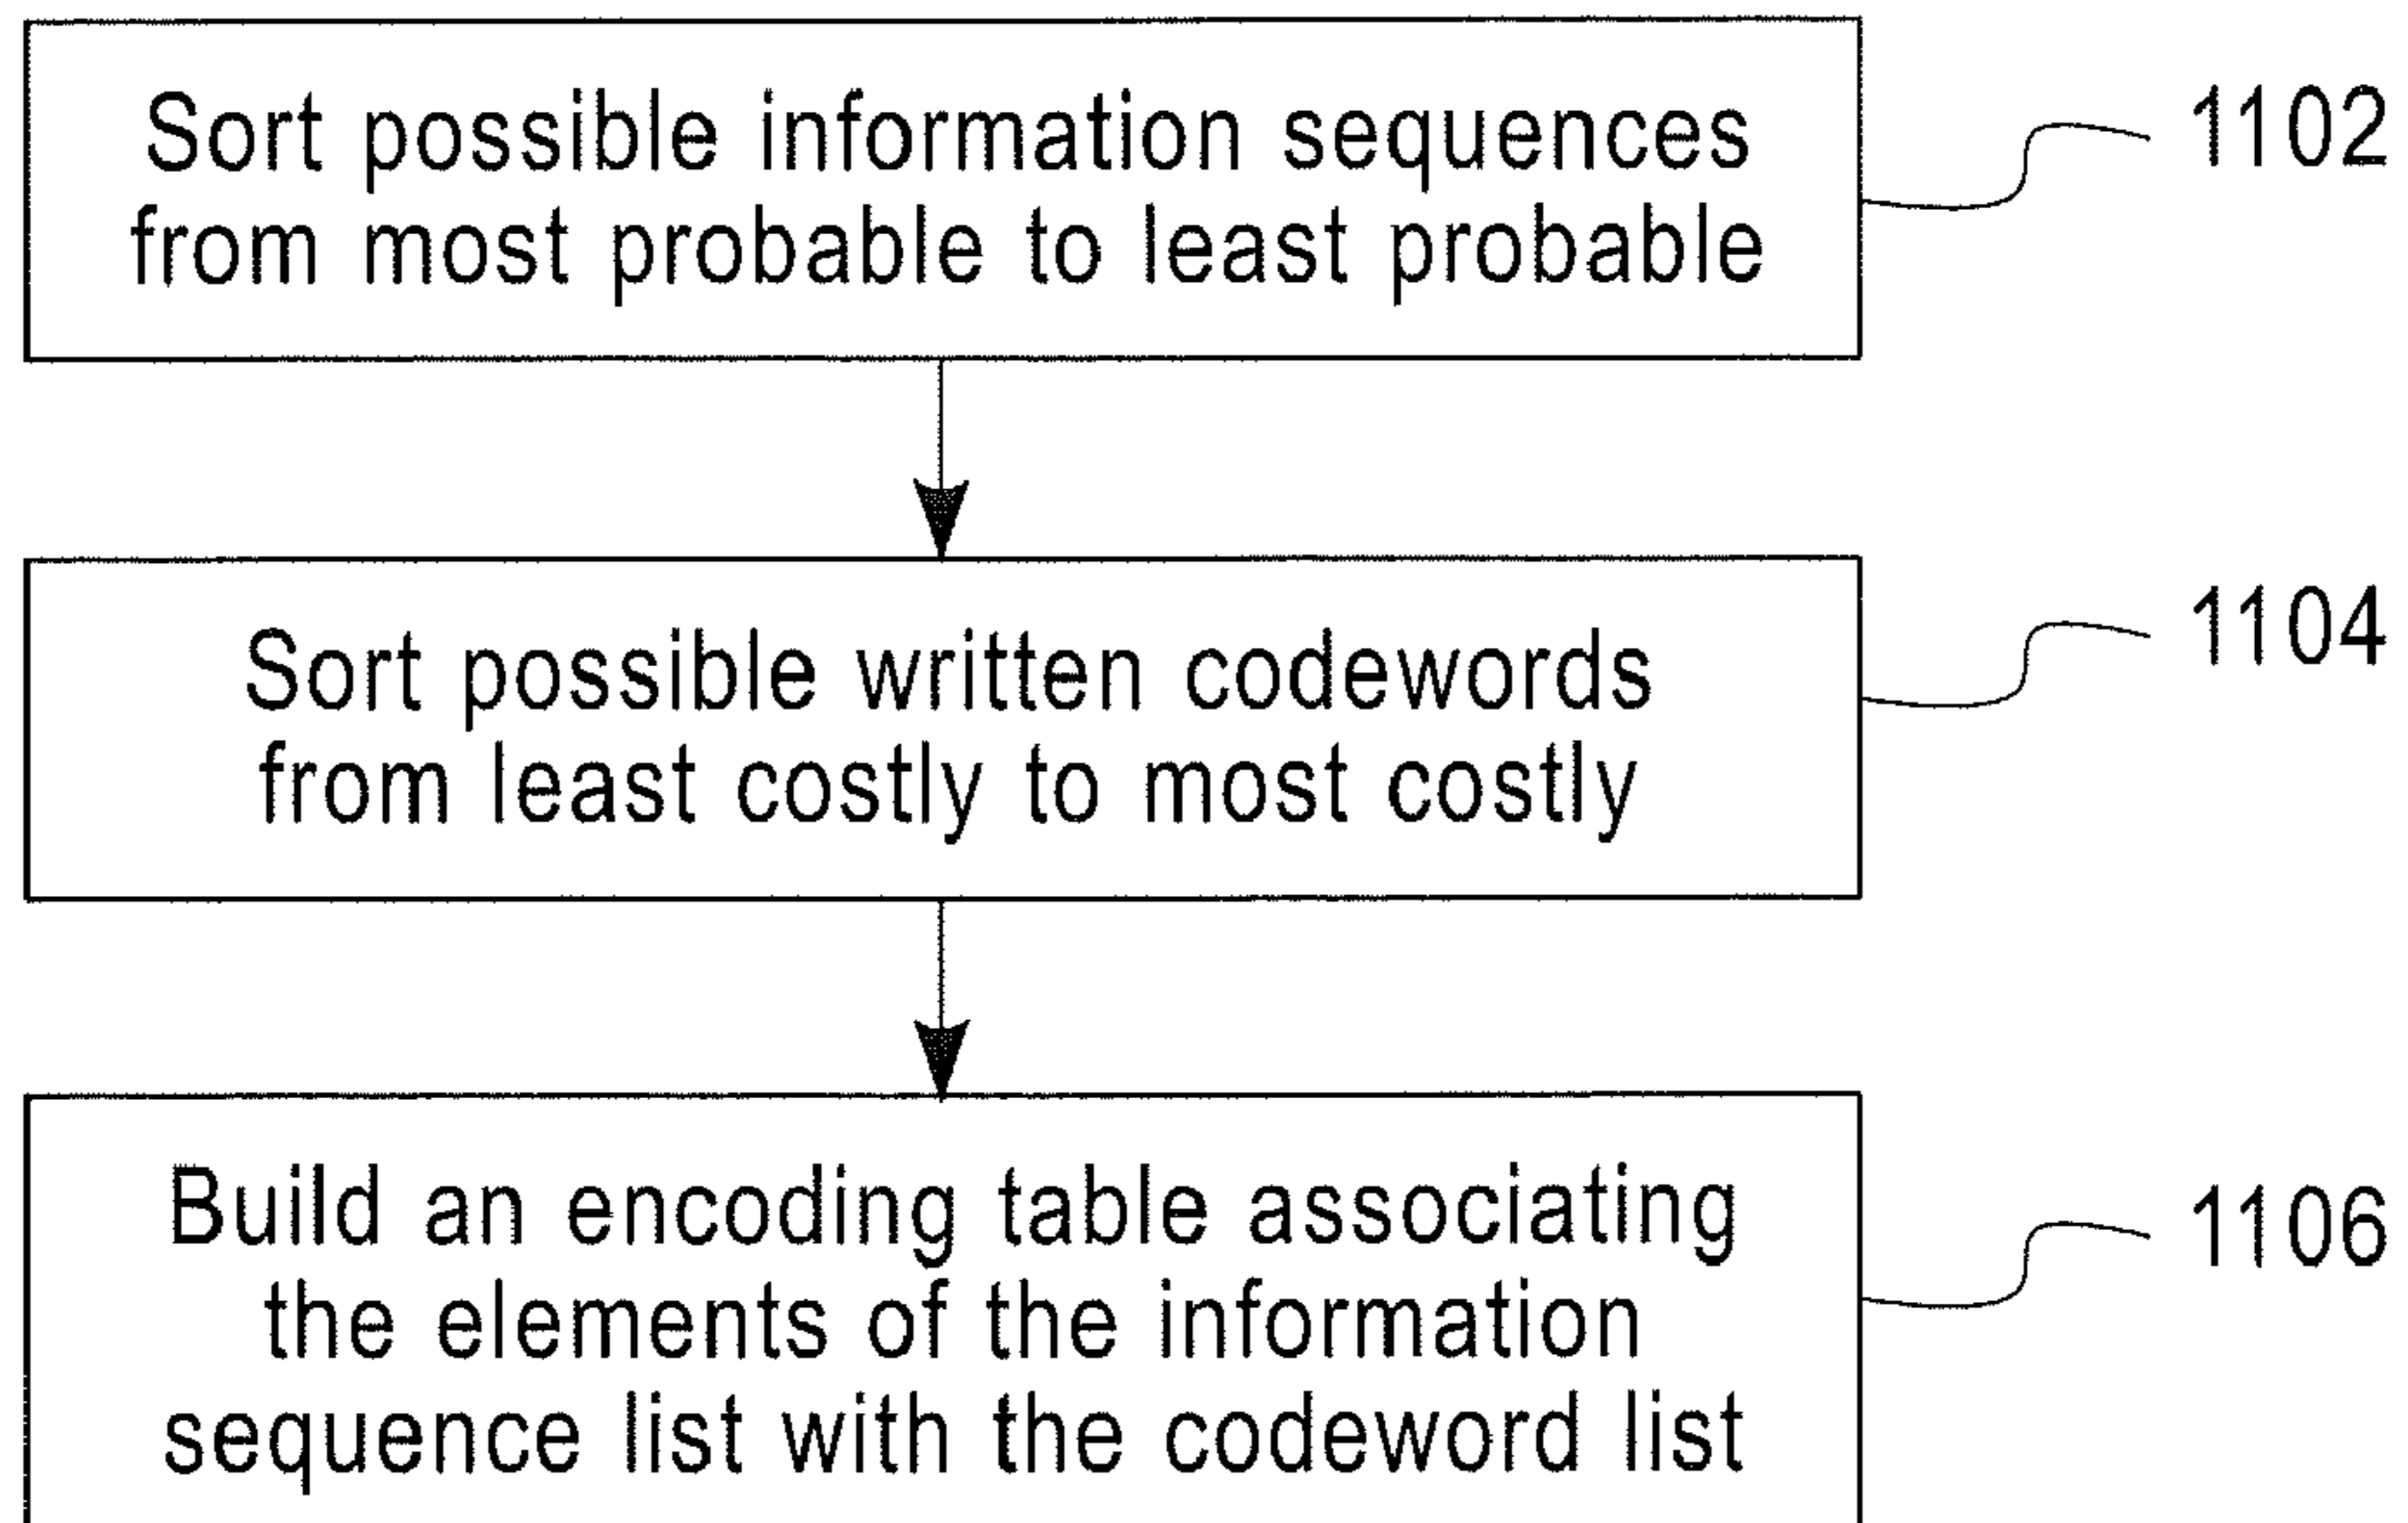 Sort possible information sequences
from most probable to least probable
1102
Sort possible written codewords
from least costly to most costly
1104
Build an encoding table associating
the elements of the information
sequence list with the codeword list
1106